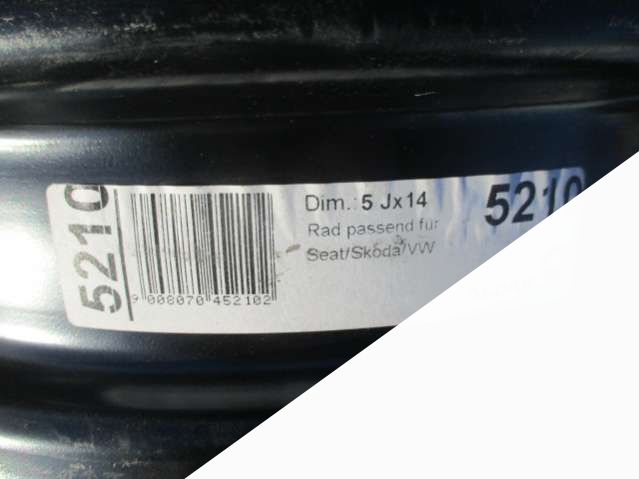 5210
9 008070 452102
Dim.: 5 Jx14
Rad passend für
Seat/Skoda/VW
5210